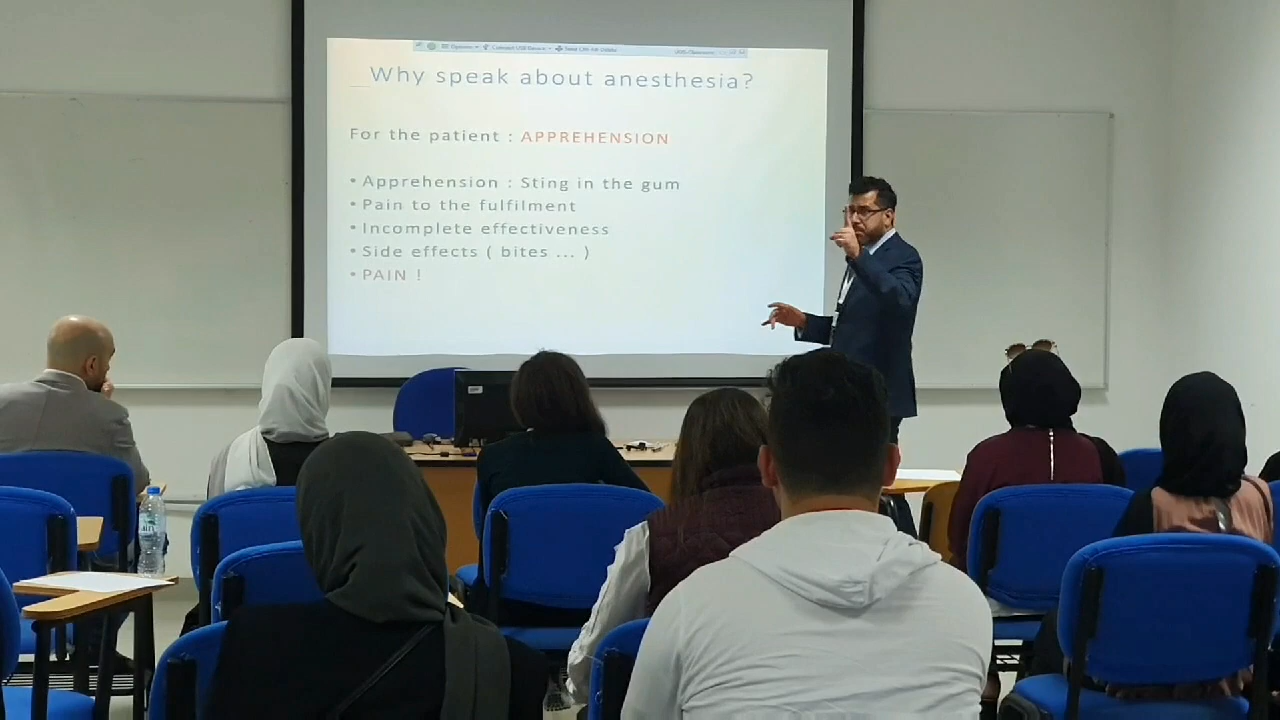 Why speak about anesthesia?
For the patient : APPREHENSION
• Apprehension : Sting in the gum
• Pain to the fulfilment
• Incomplete effectiveness
• Side effects ( bites ... )
• PAIN !